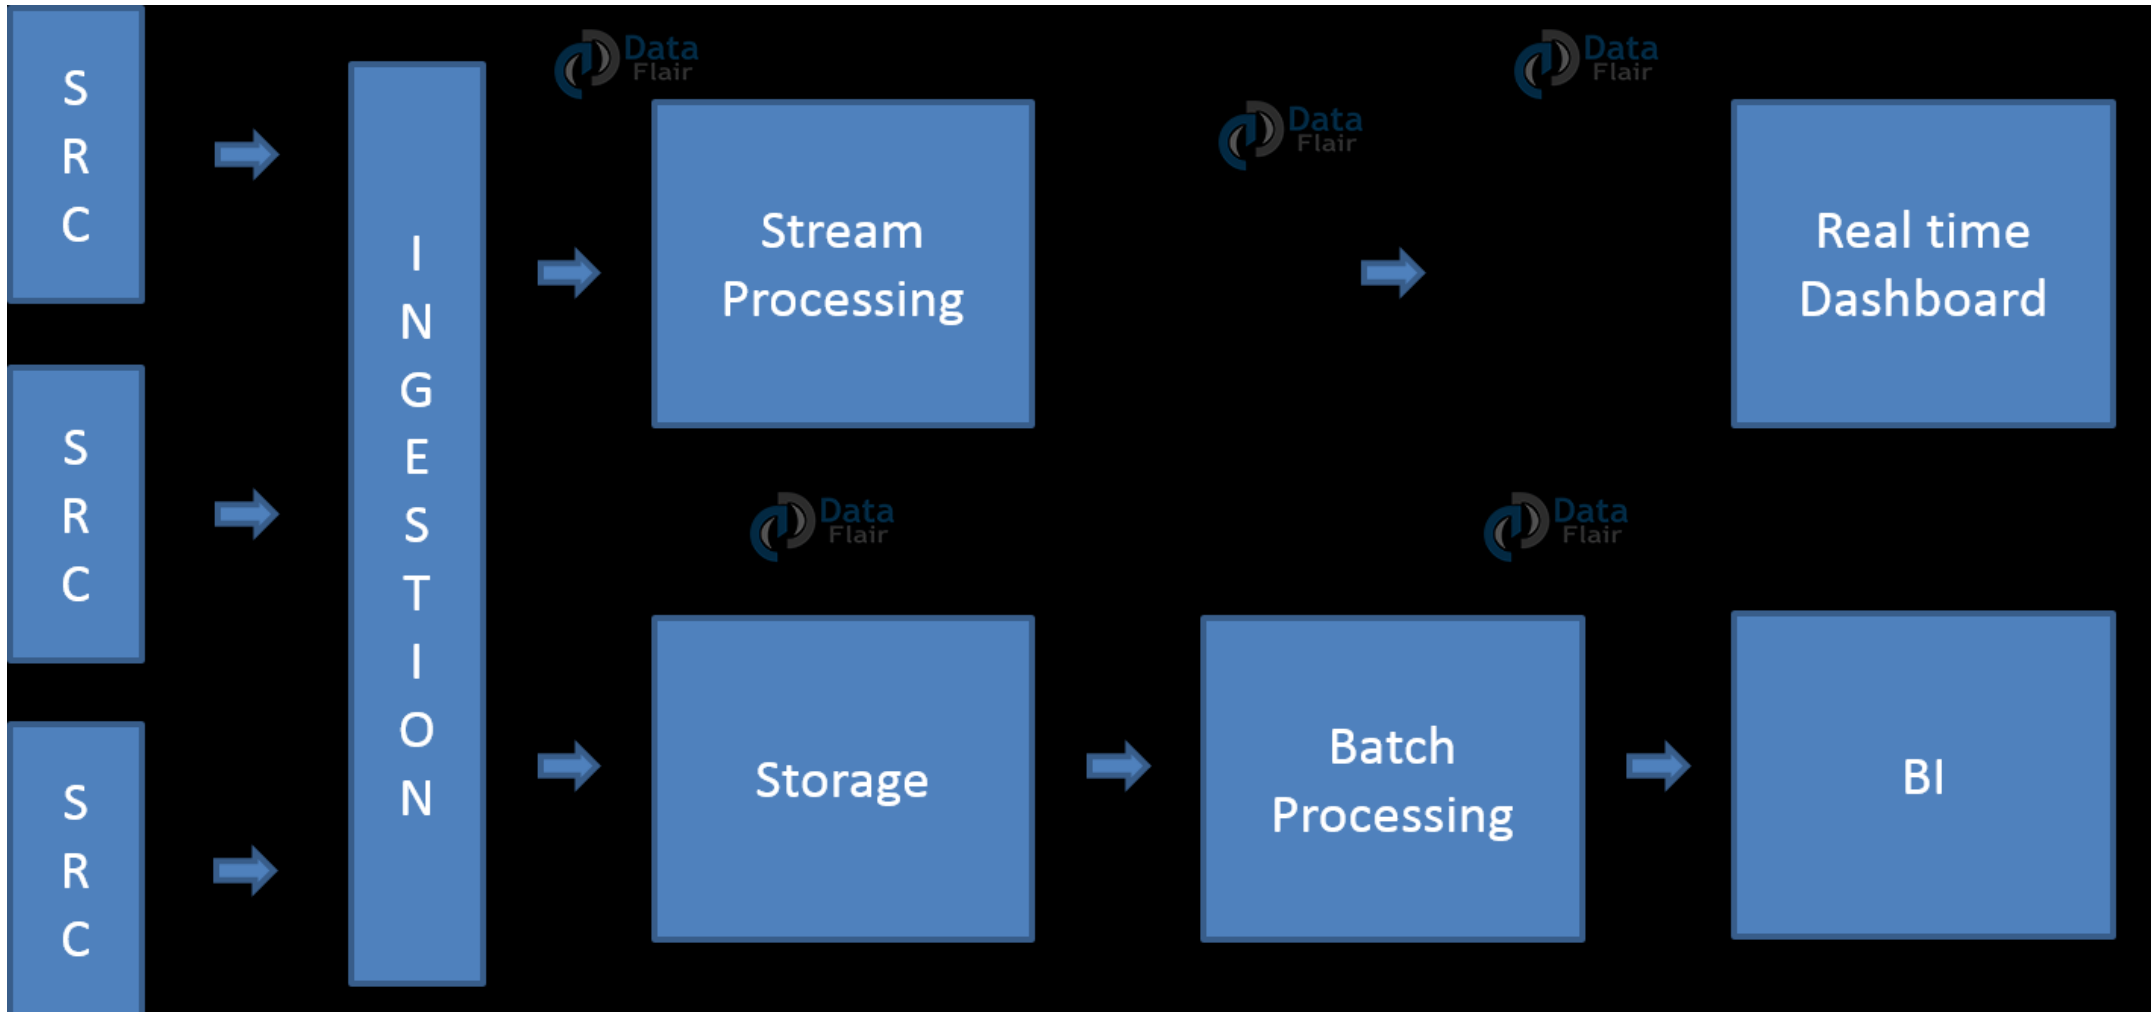 S
R
C
S
R
C
S
R
C
I
N
G
E
S
T
I
O
N
Data
Flair
Stream
Processing
Data
Flair
Data
Flair
Real time
Dashboard
Data
Flair
Storage
Data
Flair
Batch
Processing
BI